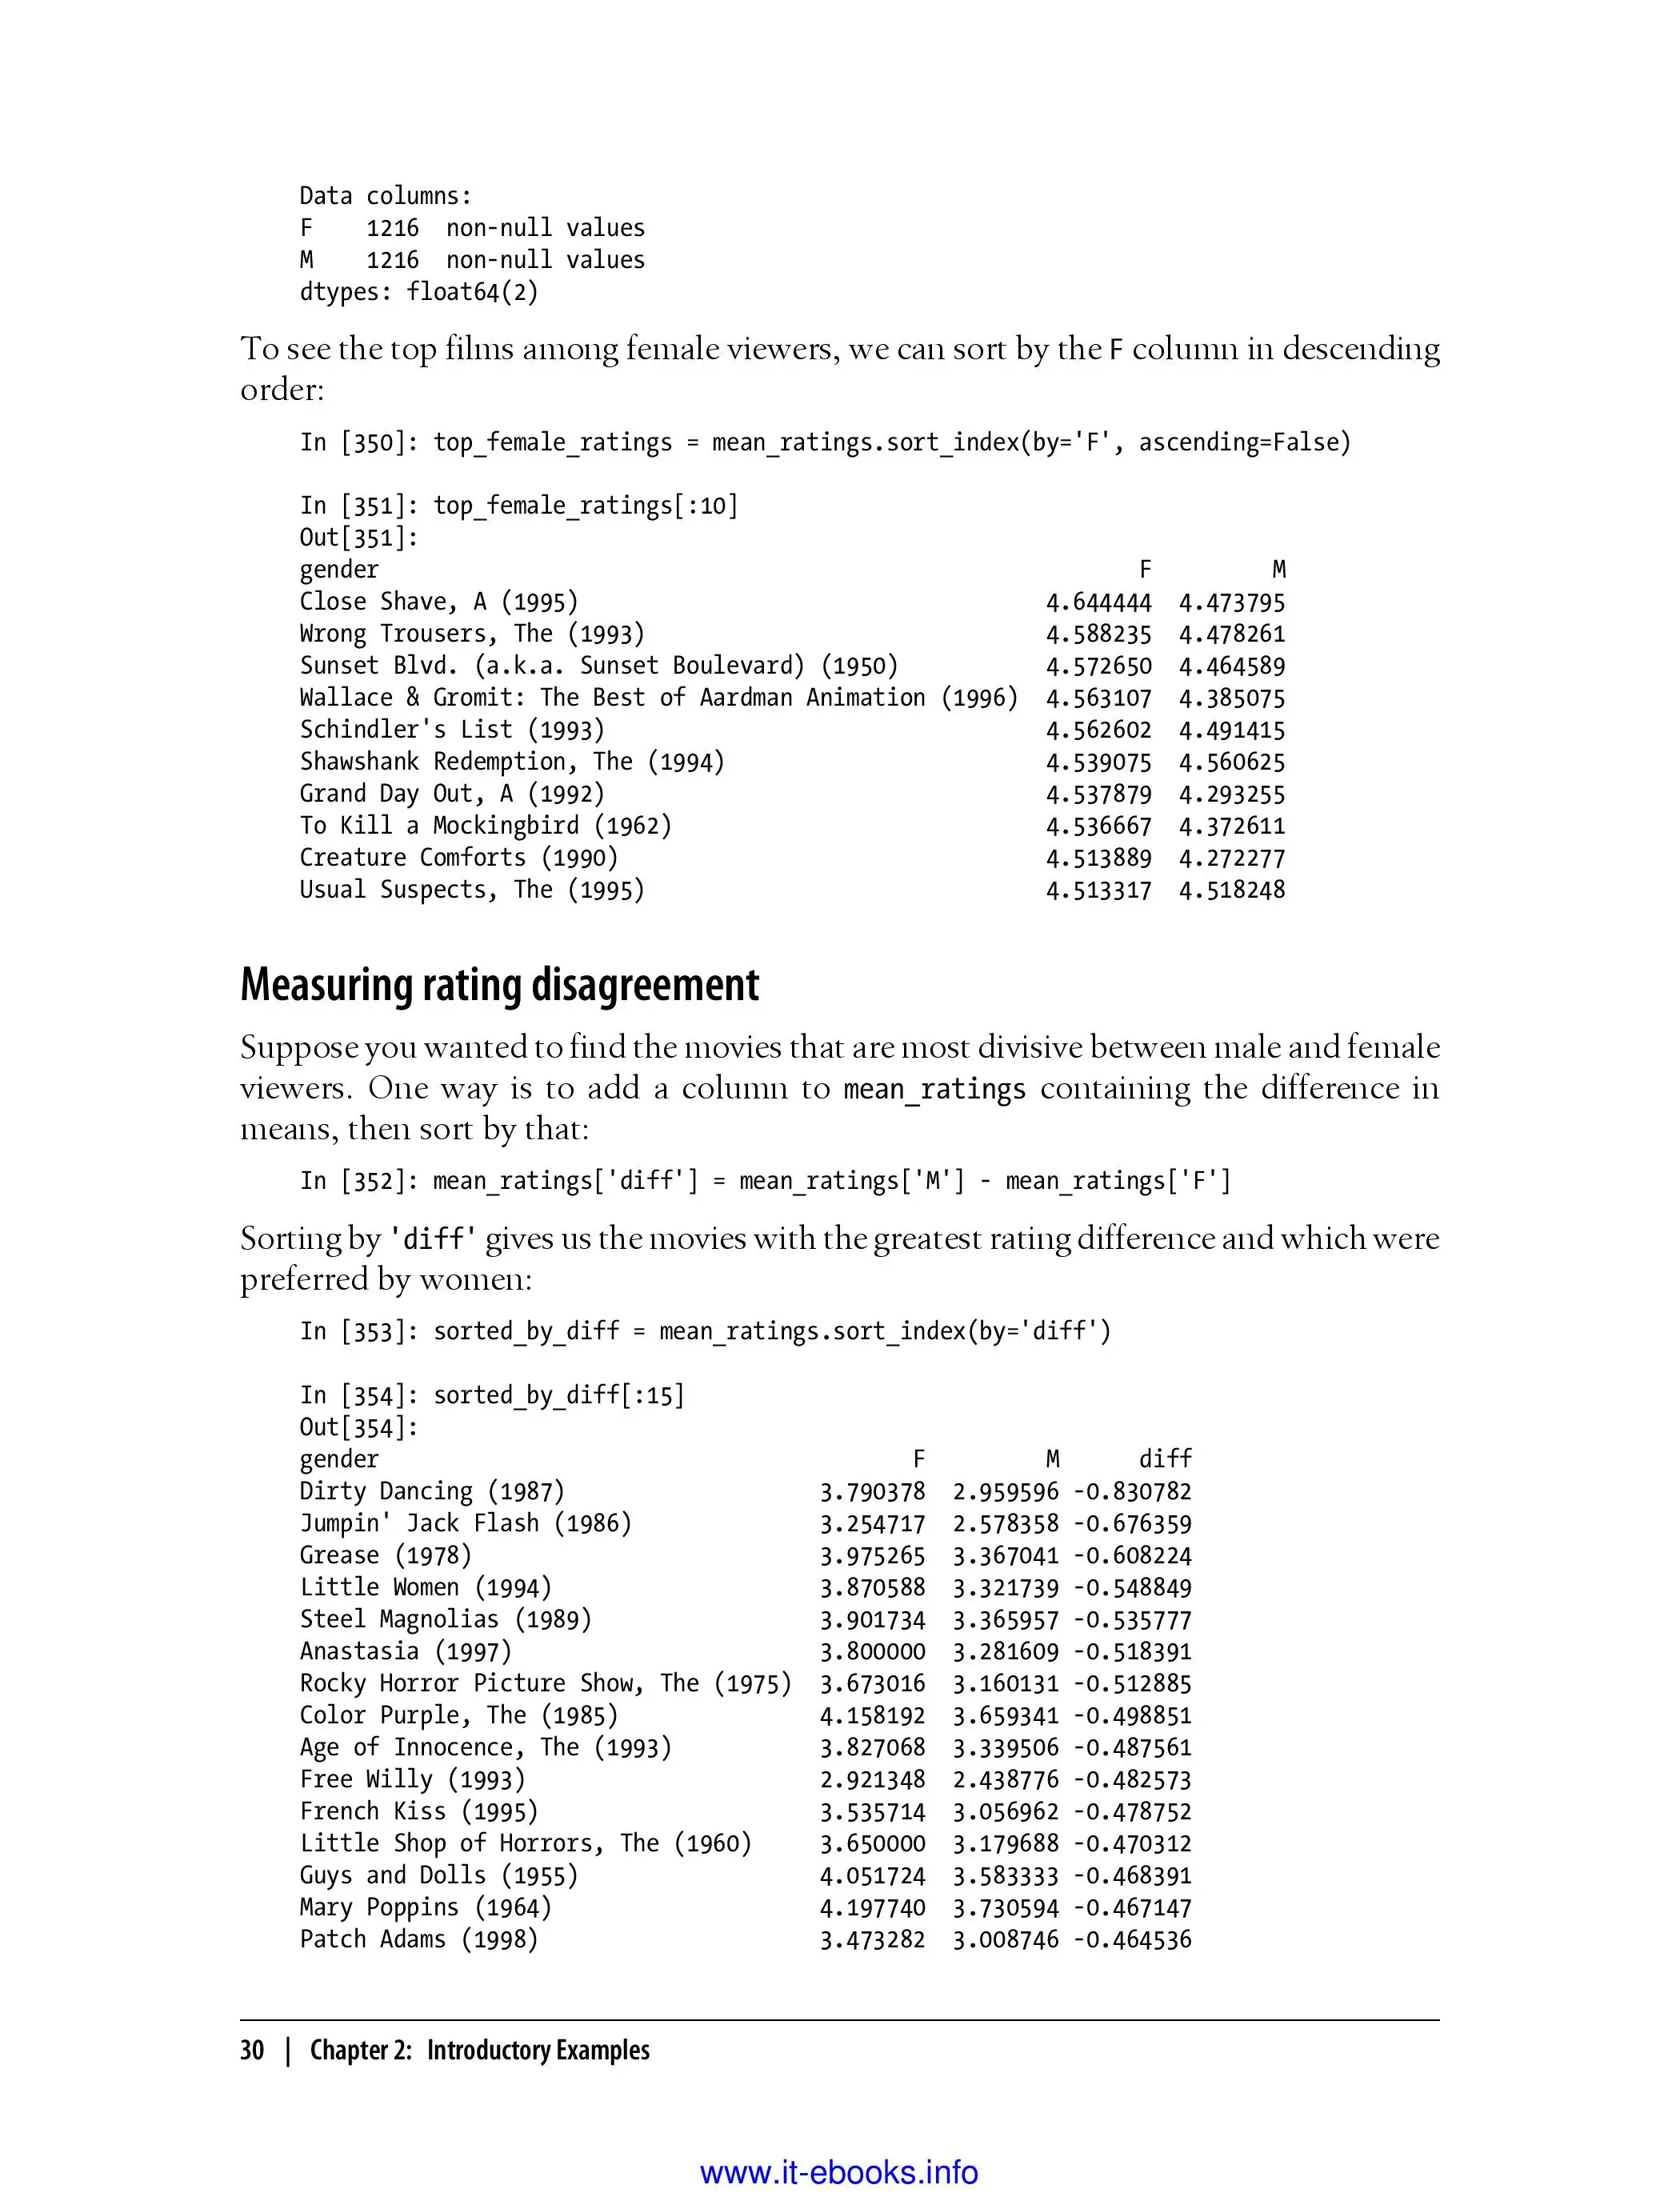 Data columns:
F    1216  non-null values
M    1216  non-null values
dtypes: float64(2)
To see the top films among female viewers, we can sort by the F column in descending
order:
In [350]: top_female_ratings = mean_ratings.sort_index(by='F', ascending=False)
In [351]: top_female_ratings[:10]
Out[351]:
gender                                                         F         M
Close Shave, A (1995)                                   4.644444  4.473795
Wrong Trousers, The (1993)                              4.588235  4.478261
Sunset Blvd. (a.k.a. Sunset Boulevard) (1950)           4.572650  4.464589
Wallace & Gromit: The Best of Aardman Animation (1996)  4.563107  4.385075
Schindler's List (1993)                                 4.562602  4.491415
Shawshank Redemption, The (1994)                        4.539075  4.560625
Grand Day Out, A (1992)                                 4.537879  4.293255
To Kill a Mockingbird (1962)                            4.536667  4.372611
Creature Comforts (1990)                                4.513889  4.272277
Usual Suspects, The (1995)                              4.513317  4.518248
Measuring rating disagreement
Suppose you wanted to find the movies that are most divisive between male and female
viewers. One way is to add a column to mean_ratings containing the difference in
means, then sort by that:
In [352]: mean_ratings['diff'] = mean_ratings['M'] - mean_ratings['F']
Sorting by 'diff' gives us the movies with the greatest rating difference and which were
preferred by women:
In [353]: sorted_by_diff = mean_ratings.sort_index(by='diff')
In [354]: sorted_by_diff[:15]
Out[354]:
gender                                        F         M      diff
Dirty Dancing (1987)                   3.790378  2.959596 -0.830782
Jumpin' Jack Flash (1986)              3.254717  2.578358 -0.676359
Grease (1978)                          3.975265  3.367041 -0.608224
Little Women (1994)                    3.870588  3.321739 -0.548849
Steel Magnolias (1989)                 3.901734  3.365957 -0.535777
Anastasia (1997)                       3.800000  3.281609 -0.518391
Rocky Horror Picture Show, The (1975)  3.673016  3.160131 -0.512885
Color Purple, The (1985)               4.158192  3.659341 -0.498851
Age of Innocence, The (1993)           3.827068  3.339506 -0.487561
Free Willy (1993)                      2.921348  2.438776 -0.482573
French Kiss (1995)                     3.535714  3.056962 -0.478752
Little Shop of Horrors, The (1960)     3.650000  3.179688 -0.470312
Guys and Dolls (1955)                  4.051724  3.583333 -0.468391
Mary Poppins (1964)                    4.197740  3.730594 -0.467147
Patch Adams (1998)                     3.473282  3.008746 -0.464536
30 | Chapter 2: Introductory Examples
www.it-ebooks.info